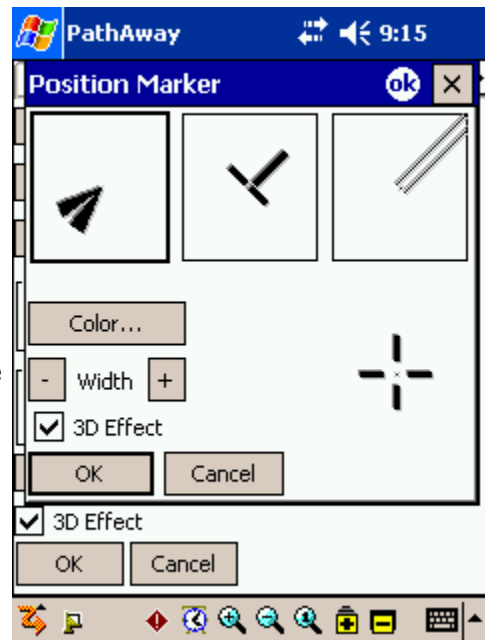 PathAway 9:15
Position Marker ok
Color...
- Width +
3D Effect
OK Cancel
3D Effect
OK Cancel